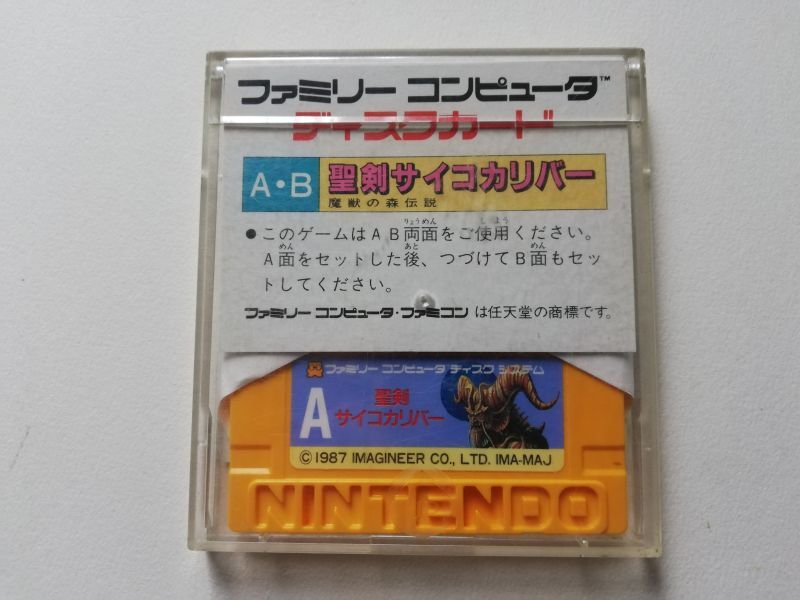 ファミリー コンピュータ™
ディスクカード
A・B 聖剣サイコカリバー
魔獣の森伝説
●このゲームはAB両面をご使用ください。
A面をセットした後、つづけてB面もセッ
トしてください。
ファミリー コンピュータ・ファミコン は任天堂の商標です。
ファミリー コンピュータ ディスク システム
A 聖剣
サイコカリバー
©1987 IMAGINEER CO., LTD. IMA-MAJ
NINTENDO